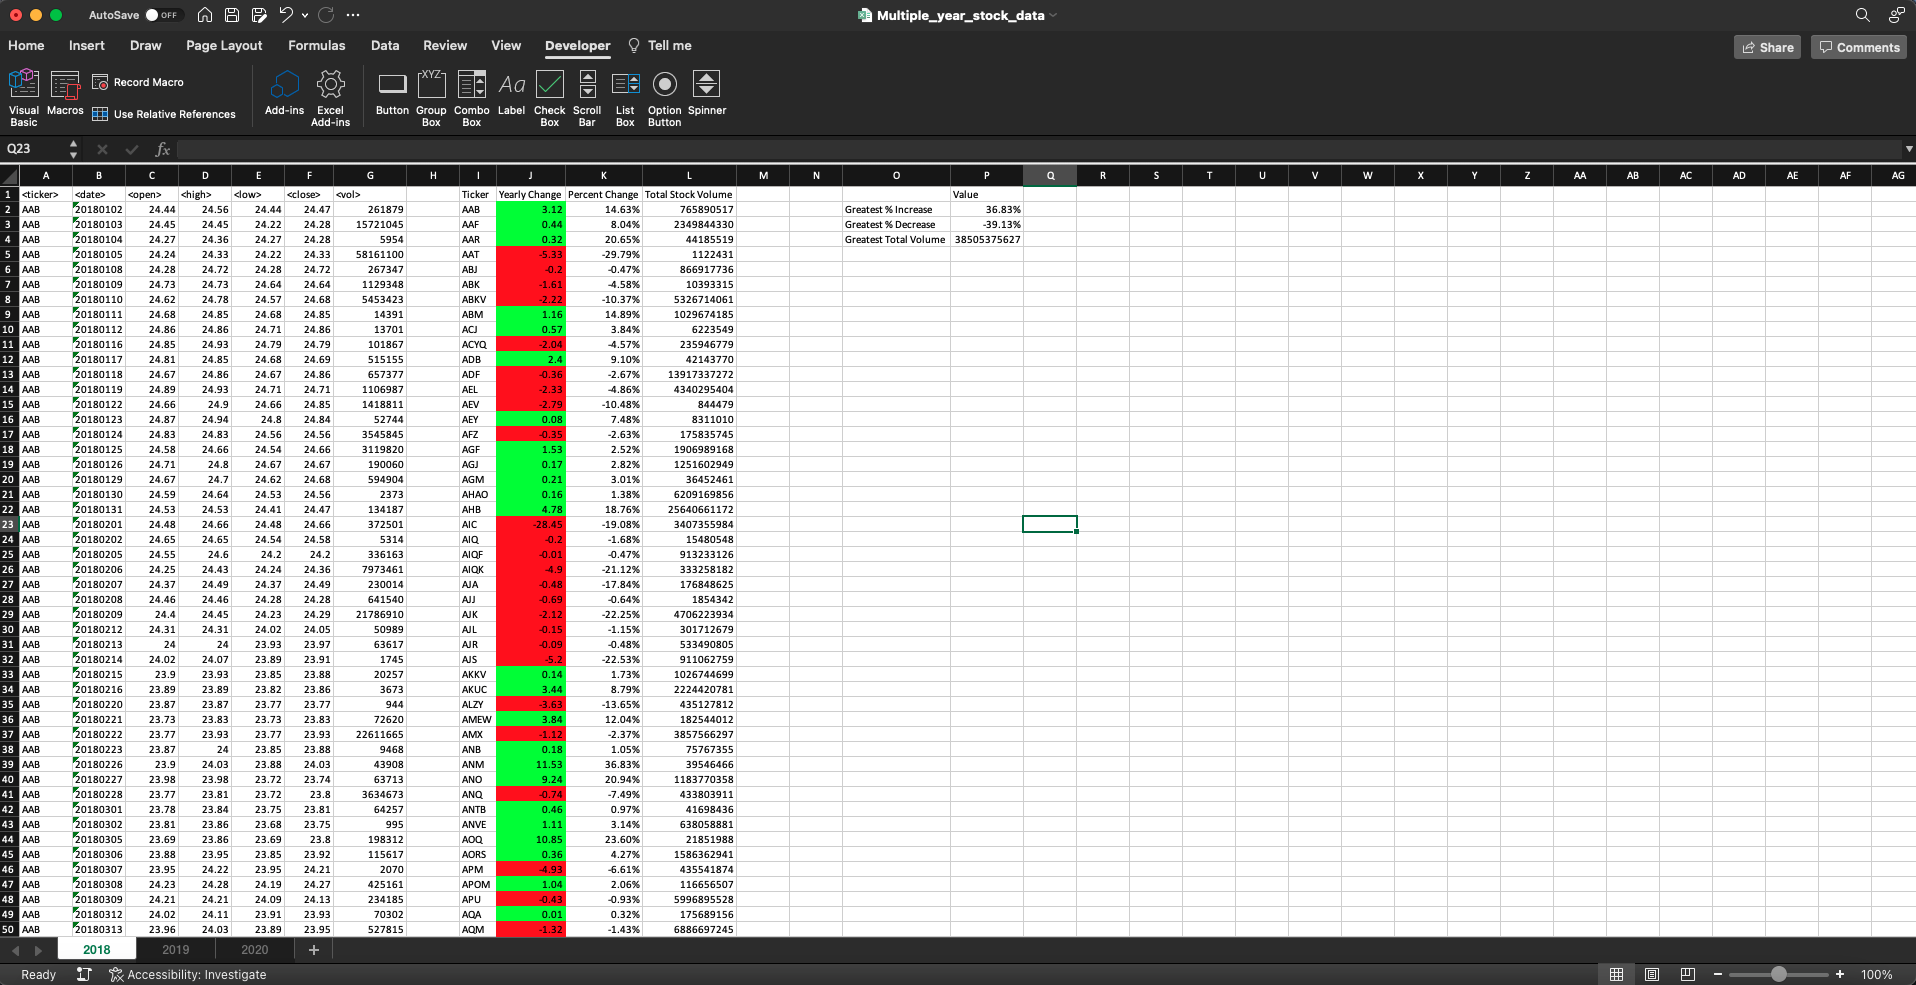 AutoSave OFF Multiple_year_stock_data
Home Insert Draw Page Layout Formulas Data Review View Developer Tell me Share Comments
Visual Basic Macros Record Macro Use Relative References Add-ins Excel Add-ins Button XYZ Group Box Combo Box Aa Label Check Box Scroll Bar List Box Option Button Spinner
Q23 fx
A B C D E F G H I J K L M N O P Q R S T U V W X Y Z AA AB AC AD AE AF AG
1 <ticker> <date> <open> <high> <low> <close> <vol> Ticker Yearly Change Percent Change Total Stock Volume Value
2 AAB 20180102 24.44 24.56 24.44 24.47 261879 AAB 3.12 14.63% 765890517 Greatest % Increase 36.83%
3 AAB 20180103 24.45 24.45 24.22 24.28 15721045 AAF 0.44 8.04% 2349844330 Greatest % Decrease -39.13%
4 AAB 20180104 24.27 24.36 24.27 24.28 5954 AAR 0.32 20.65% 44185519 Greatest Total Volume 38505375627
5 AAB 20180105 24.24 24.33 24.22 24.33 58161100 AAT -5.33 -29.79% 1122431
6 AAB 20180108 24.28 24.72 24.28 24.72 267347 ABJ -0.2 -0.47% 866917736
7 AAB 20180109 24.73 24.73 24.64 24.64 1129348 ABK -1.61 -4.58% 10393315
8 AAB 20180110 24.62 24.78 24.57 24.68 5453423 ABKV -2.22 -10.37% 5326714061
9 AAB 20180111 24.68 24.85 24.68 24.85 14391 ABM 1.16 14.89% 1029674185
10 AAB 20180112 24.86 24.86 24.71 24.86 13701 ACJ 0.57 3.84% 6223549
11 AAB 20180116 24.85 24.93 24.79 24.79 101867 ACYQ -2.04 -4.57% 235946779
12 AAB 20180117 24.81 24.85 24.68 24.69 515155 ADB 2.4 9.10% 42143770
13 AAB 20180118 24.67 24.86 24.67 24.86 657377 ADF -0.36 -2.67% 13917337272
14 AAB 20180119 24.89 24.93 24.71 24.71 1106987 AEL -2.33 -4.86% 4340295404
15 AAB 20180122 24.66 24.9 24.66 24.85 1418811 AEV -2.79 -10.48% 844479
16 AAB 20180123 24.87 24.94 24.8 24.84 52744 AEY 0.08 7.48% 8311010
17 AAB 20180124 24.83 24.83 24.56 24.56 3545845 AFZ -0.35 -2.63% 175835745
18 AAB 20180125 24.58 24.66 24.54 24.66 3119820 AGF 1.53 2.52% 1906989168
19 AAB 20180126 24.71 24.8 24.67 24.67 190060 AGJ 0.17 2.82% 1251602949
20 AAB 20180129 24.67 24.7 24.62 24.68 594904 AGM 0.21 3.01% 36452461
21 AAB 20180130 24.59 24.64 24.53 24.56 2373 AHAO 0.16 1.38% 6209169856
22 AAB 20180131 24.53 24.53 24.41 24.47 134187 AHB 4.78 18.76% 25640661172
23 AAB 20180201 24.48 24.66 24.48 24.66 372501 AIC -28.45 -19.08% 3407355984
24 AAB 20180202 24.65 24.65 24.54 24.58 5314 AIQ -0.2 -1.68% 15480548
25 AAB 20180205 24.55 24.6 24.2 24.2 336163 AIQF -0.01 -0.47% 913233126
26 AAB 20180206 24.25 24.43 24.24 24.36 7973461 AIQK -4.9 -21.12% 333258182
27 AAB 20180207 24.37 24.49 24.37 24.49 230014 AJA -0.48 -17.84% 176848625
28 AAB 20180208 24.46 24.46 24.28 24.28 641540 AJJ -0.69 -0.64% 1854342
29 AAB 20180209 24.4 24.45 24.23 24.29 21786910 AJK -2.12 -22.25% 4706223934
30 AAB 20180212 24.31 24.31 24.02 24.05 50989 AJL -0.15 -1.15% 301712679
31 AAB 20180213 24 24 23.93 23.97 63617 AJR -0.09 -0.48% 533490805
32 AAB 20180214 24.02 24.07 23.89 23.91 1745 AJS -5.2 -22.53% 911062759
33 AAB 20180215 23.9 23.93 23.85 23.88 20257 AKKV 0.14 1.73% 1026744699
34 AAB 20180216 23.89 23.89 23.82 23.86 3673 AKUC 3.44 8.79% 2224420781
35 AAB 20180220 23.87 23.87 23.77 23.77 944 ALZY -3.63 -13.65% 435127812
36 AAB 20180221 23.73 23.83 23.73 23.83 72620 AMEW 3.84 12.04% 182544012
37 AAB 20180222 23.77 23.93 23.77 23.93 22611665 AMX -1.12 -2.37% 3857566297
38 AAB 20180223 23.87 24 23.85 23.88 9468 ANB 0.18 1.05% 75767355
39 AAB 20180226 23.9 24.03 23.88 24.03 43908 ANM 11.53 36.83% 39546466
40 AAB 20180227 23.98 23.98 23.72 23.74 63713 ANO 9.24 20.94% 1183770358
41 AAB 20180228 23.77 23.81 23.72 23.8 3634673 ANQ -0.74 -7.49% 433803911
42 AAB 20180301 23.78 23.84 23.75 23.81 64257 ANTB 0.46 0.97% 41698436
43 AAB 20180302 23.81 23.86 23.68 23.75 995 ANVE 1.11 3.14% 638058881
44 AAB 20180305 23.69 23.86 23.69 23.8 198312 AOQ 10.85 23.60% 21851988
45 AAB 20180306 23.88 23.95 23.85 23.92 115617 AORS 0.36 4.27% 1586362941
46 AAB 20180307 23.95 24.22 23.95 24.21 2070 APM -4.93 -6.61% 435541874
47 AAB 20180308 24.23 24.28 24.19 24.27 425161 APOM 1.04 2.06% 116656507
48 AAB 20180309 24.21 24.21 24.09 24.13 234185 APU -0.43 -0.93% 5996895528
49 AAB 20180312 24.02 24.11 23.91 23.93 70302 AQA 0.01 0.32% 175689156
50 AAB 20180313 23.96 24.03 23.89 23.95 527815 AQM -1.32 -1.43% 6886697245
2018 2019 2020 +
Ready Accessibility: Investigate 100%